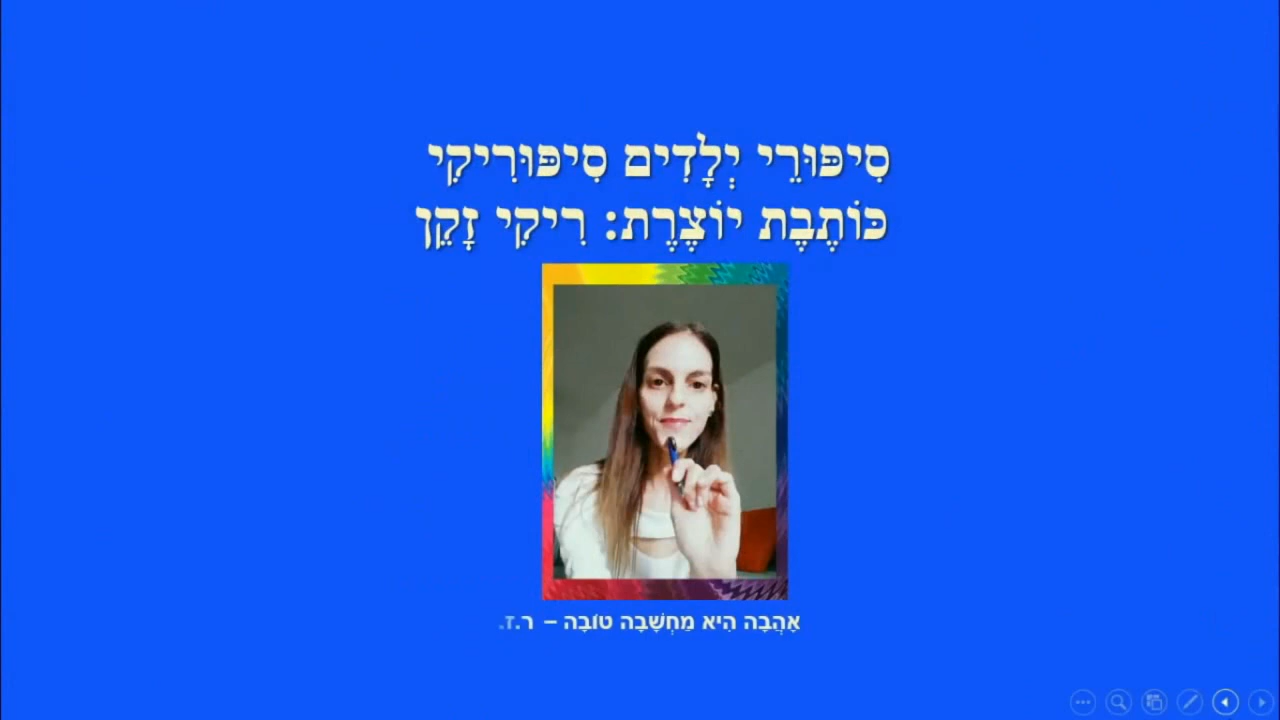 סִיפּוּרֵי יְלָדִים סִיפּוּרִיקִי
כּוֹתֶבֶת יוֹצֶרֶת: רִיקִי זָקֵן
אַהֲבָה הִיא מַחְשָׁבָה טוֹבָה – ר.ז.